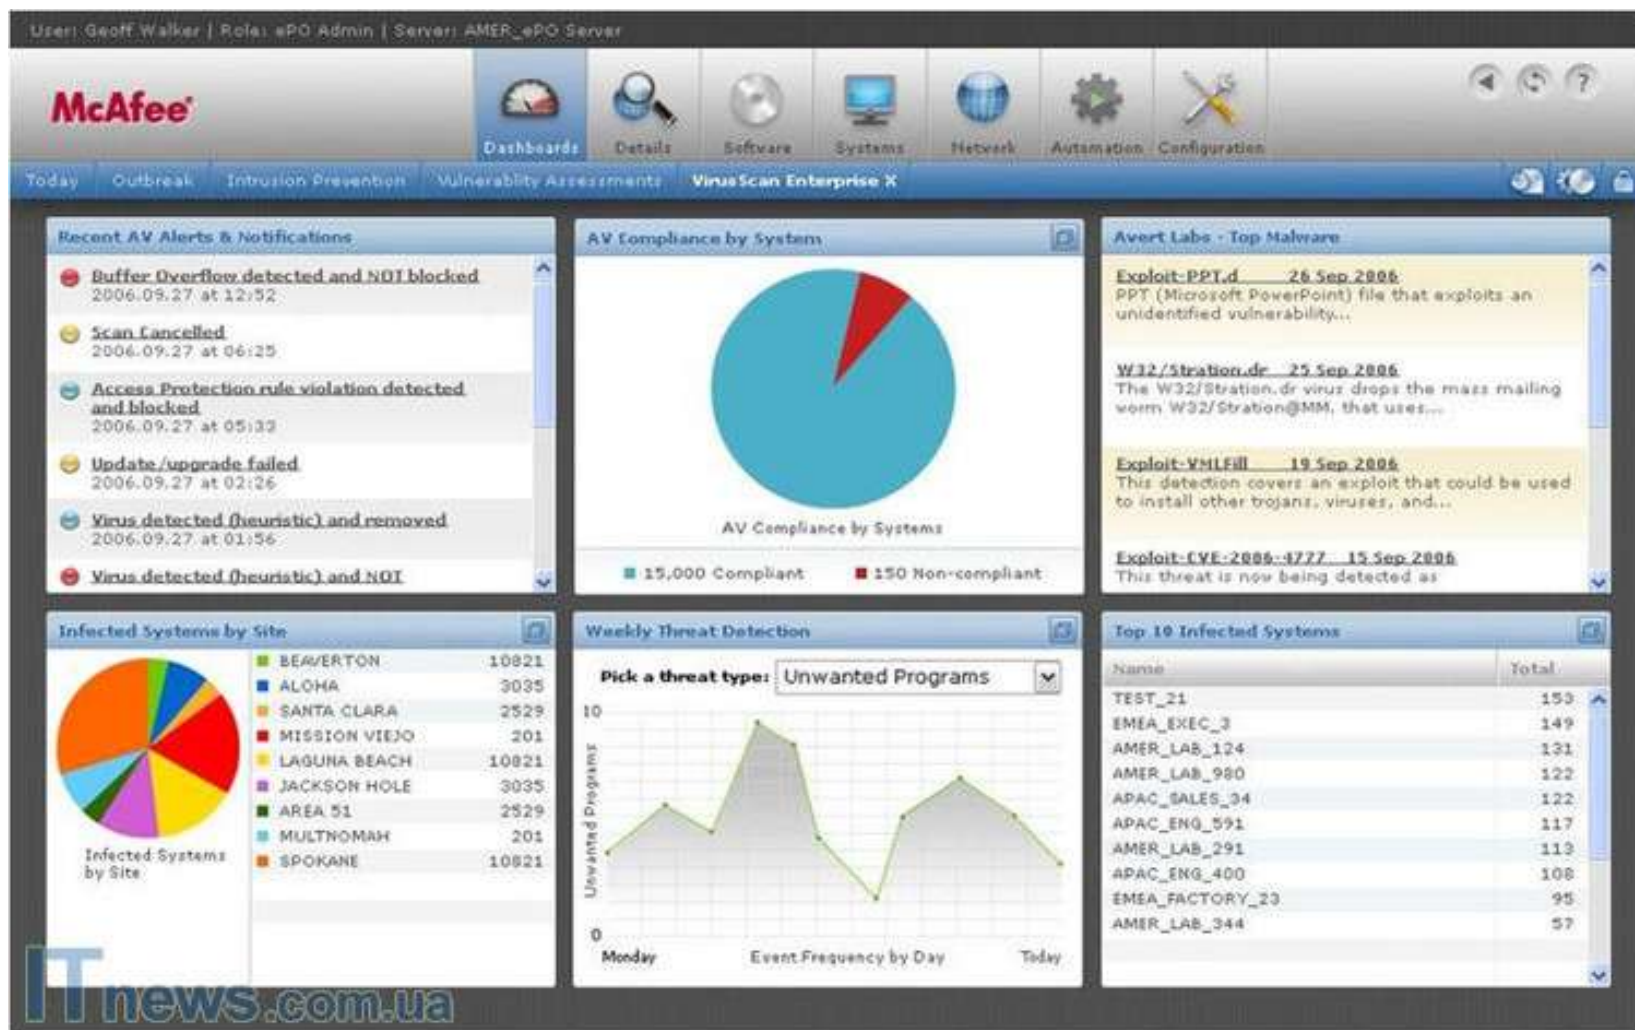 User: Geoff Walker | Role: ePO Admin | Server: AMER_ePO Server
McAfee
Dashboards
Details
Software
Systems
Network
Automation
Configuration
?
Today
Outbreak
Intrusion Prevention
Vulnerablity Assessments
VirusScan Enterprise X
Recent AV Alerts & Notifications
Buffer Overflow detected and NOT blocked
2006.09.27 at 12:52
Scan Cancelled
2006.09.27 at 06:25
Access Protection rule violation detected
and blocked
2006.09.27 at 05:33
Update/upgrade failed
2006.09.27 at 02:26
Virus detected (heuristic) and removed
2006.09.27 at 01:56
Virus detected (heuristic) and NOT
AV Compliance by System
AV Compliance by Systems
15,000 Compliant
150 Non-compliant
Avert Labs - Top Malware
Exploit-PPT.d 26 Sep 2006
PPT (Microsoft PowerPoint) file that exploits an
unidentified vulnerability...
W32/Stration.dr 25 Sep 2006
The W32/Stration.dr virus drops the mass mailing
worm W32/Stration@MM, that uses...
Exploit-VMLFill 19 Sep 2006
This detection covers an exploit that could be used
to install other trojans, viruses, and...
Exploit-CVE-2006-4777 15 Sep 2006
This threat is now being detected as
Infected Systems by Site
BEAVERTON 10821
ALOHA 3035
SANTA CLARA 2529
MISSION VIEJO 201
LAGUNA BEACH 10821
JACKSON HOLE 3035
AREA 51 2529
MULTNOMAH 201
SPOKANE 10821
Infected Systems
by Site
Weekly Threat Detection
Pick a threat type: Unwanted Programs
10
Unwanted Programs
0
Monday
Event Frequency by Day
Today
Top 10 Infected Systems
Name Total
TEST_21 153
EMEA_EXEC_3 149
AMER_LAB_124 131
AMER_LAB_980 122
APAC_SALES_34 122
APAC_ENG_591 117
AMER_LAB_291 113
APAC_ENG_400 108
EMEA_FACTORY_23 95
AMER_LAB_344 57
ITnews.com.ua